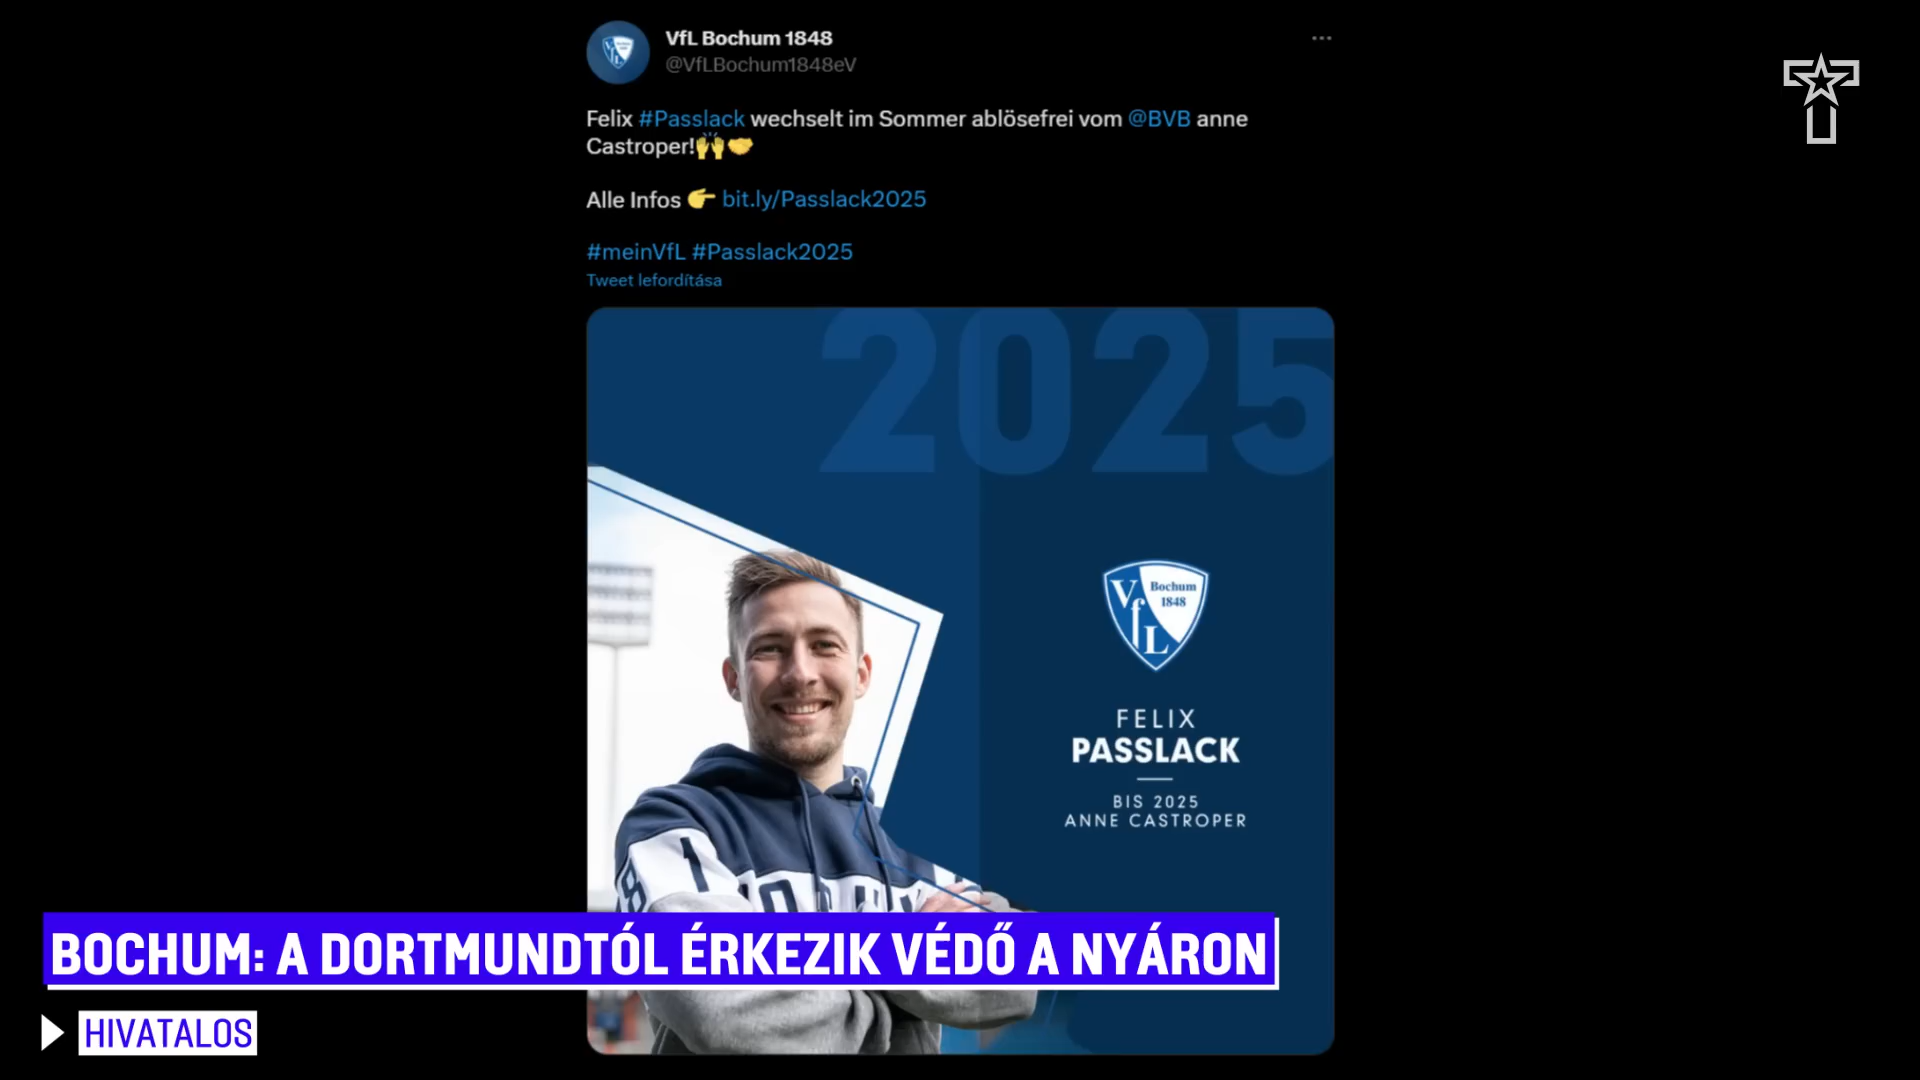 VfL Bochum 1848
@VfLBochum1848eV
Felix #Passlack wechselt im Sommer ablösefrei vom @BVB anne
Castroper!🙌🤝
Alle Infos 👉 bit.ly/Passlack2025
#meinVfL #Passlack2025
Tweet lefordítása
2025
VfL Bochum
1848
FELIX
PASSLACK
BIS 2025
ANNE CASTROPER
BOCHUM: A DORTMUNDTÓL ÉRKEZIK VÉDŐ A NYÁRON
HIVATALOS